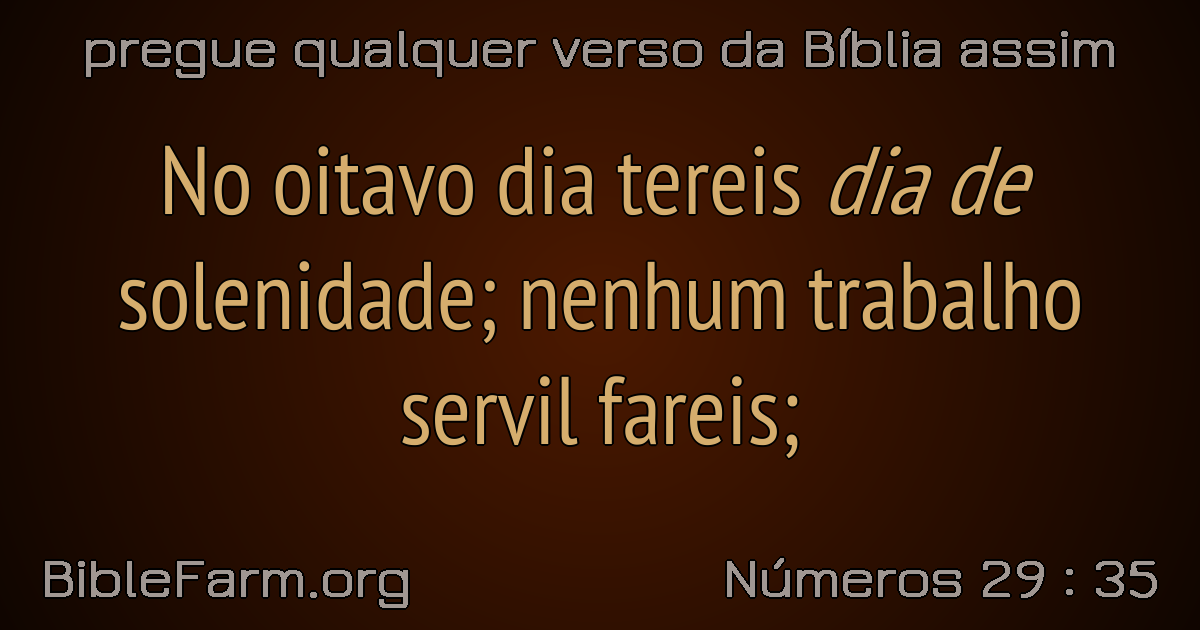 pregue qualquer verso da Bíblia assim
No oitavo dia tereis dia de
solenidade; nenhum trabalho
servil fareis;
BibleFarm.org
Números 29 : 35